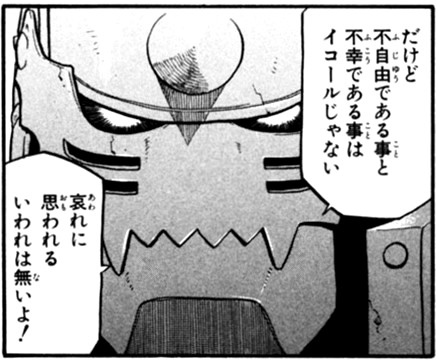 だけど
不自由である事と
不幸である事は
イコールじゃない
哀れに
思われる
いわれは無いよ!